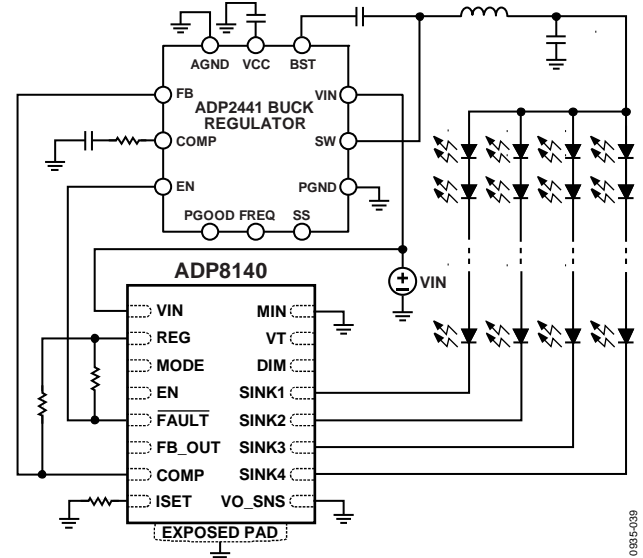 AGND VCC BST
FB
VIN
ADP2441 BUCK
REGULATOR
COMP
SW
EN
PGND
PGOOD FREQ SS
ADP8140
VIN
VIN
MIN
REG
VT
MODE
DIM
EN
SINK1
FAULT
SINK2
FB_OUT
SINK3
COMP
SINK4
ISET
VO_SNS
EXPOSED PAD
0935-039